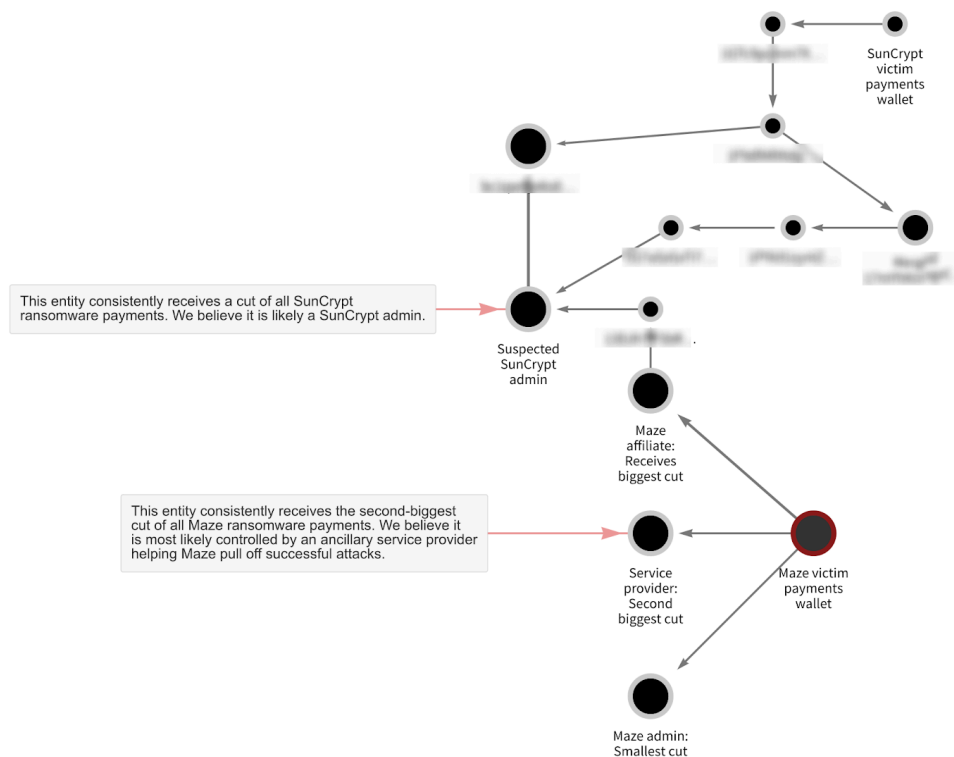 SunCrypt
victim
payments
wallet
This entity consistently receives a cut of all SunCrypt
ransomware payments. We believe it is likely a SunCrypt admin.
Suspected
SunCrypt
admin
Maze
affiliate:
Receives
biggest cut
This entity consistently receives the second-biggest
cut of all Maze ransomware payments. We believe it
is most likely controlled by an ancillary service provider
helping Maze pull off successful attacks.
Service
provider:
Second
biggest cut
Maze victim
payments
wallet
Maze admin:
Smallest cut